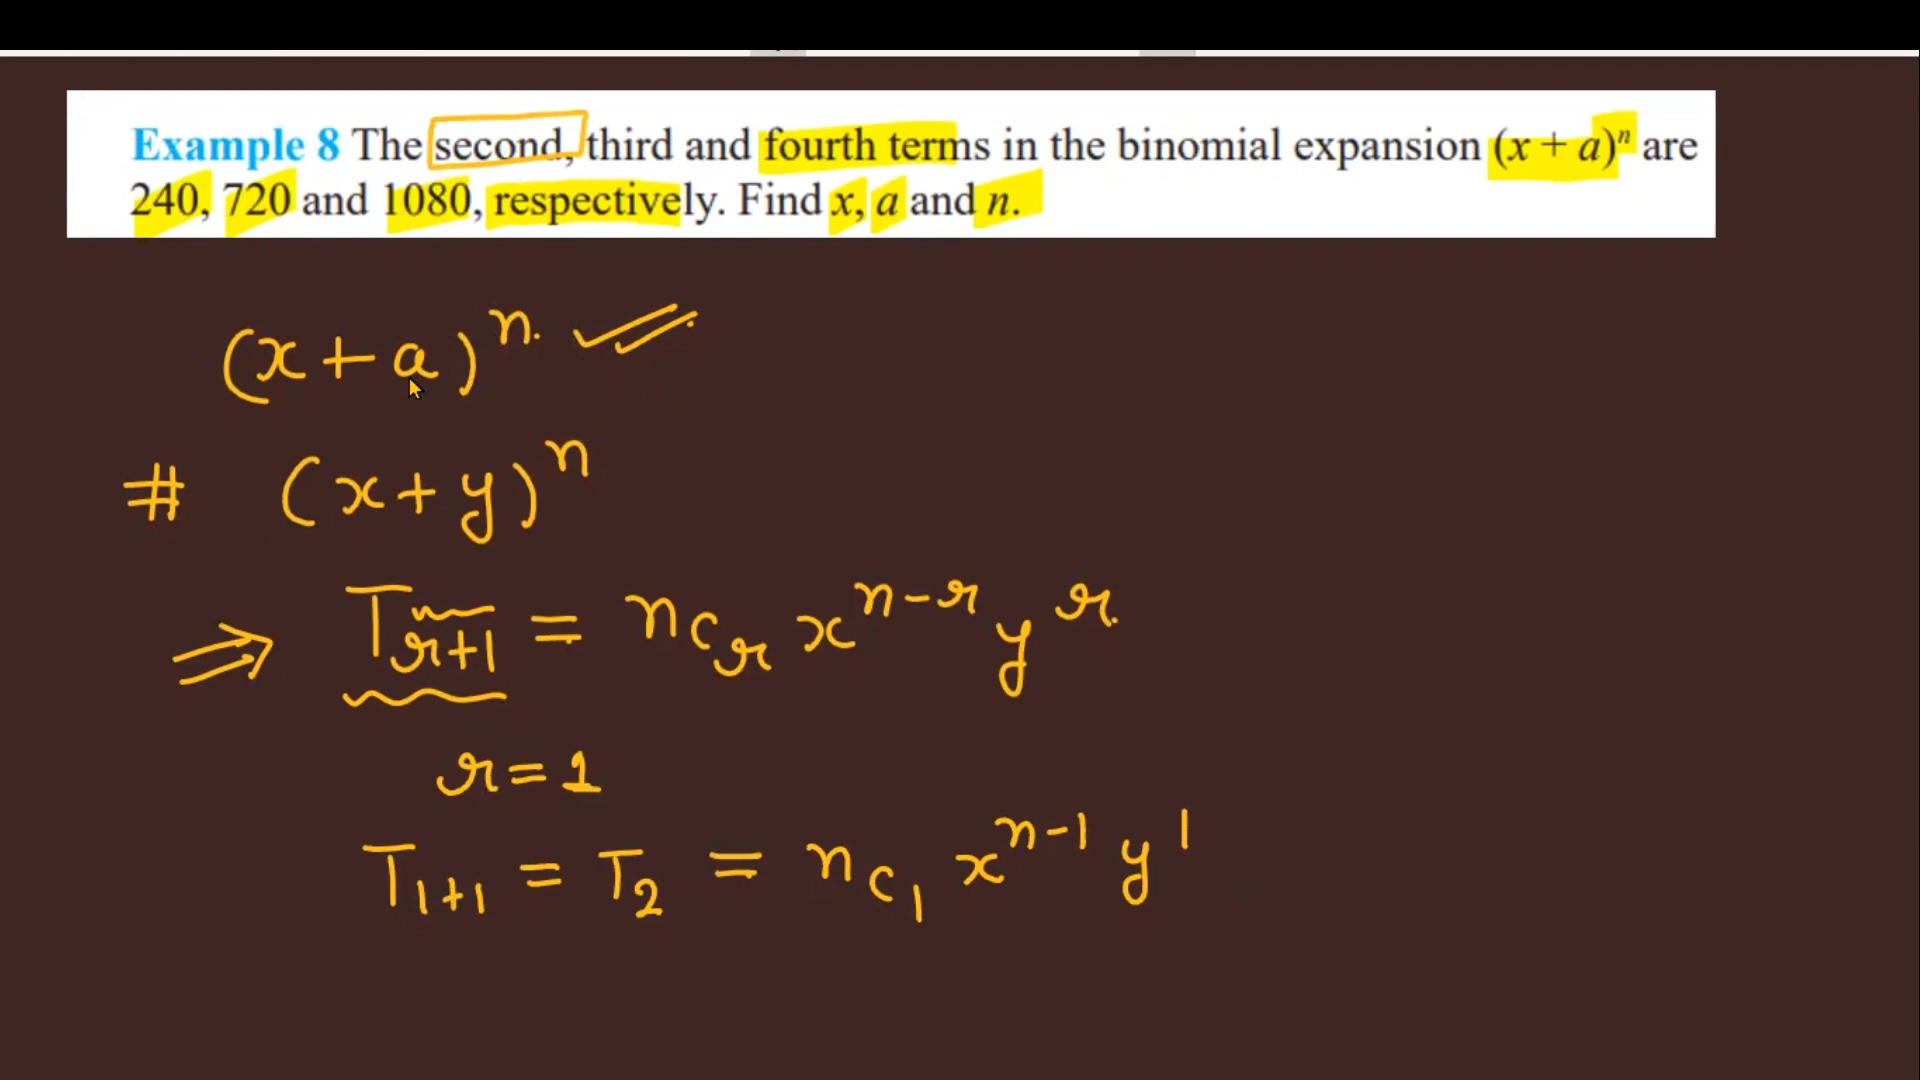 Example 8 The second, third and fourth terms in the binomial expansion (x + a)ⁿ are
240, 720 and 1080, respectively. Find x, a and n.
(x + a)ⁿ.
# (x + y)ⁿ
⇒ Tᵣ₊₁ = ⁿCᵣ xⁿ⁻ʳ yʳ.
r = 1
T₁₊₁ = T₂ = ⁿC₁ xⁿ⁻¹ y¹